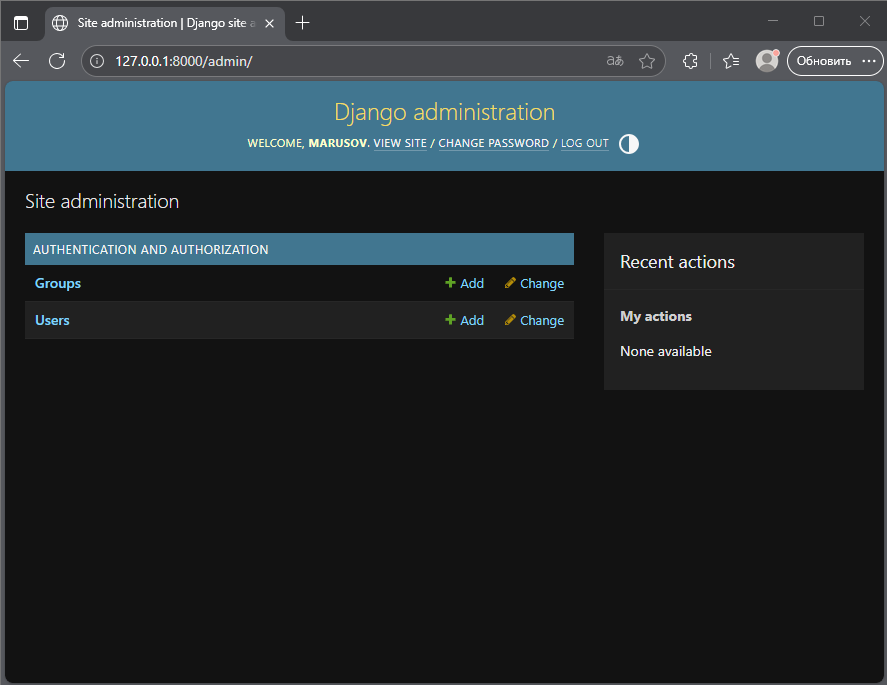 Site administration | Django site a
127.0.0.1:8000/admin/
aあ
Обновить
Django administration
WELCOME, MARUSOV. VIEW SITE / CHANGE PASSWORD / LOG OUT
Site administration
AUTHENTICATION AND AUTHORIZATION
Groups Add Change
Users Add Change
Recent actions
My actions
None available